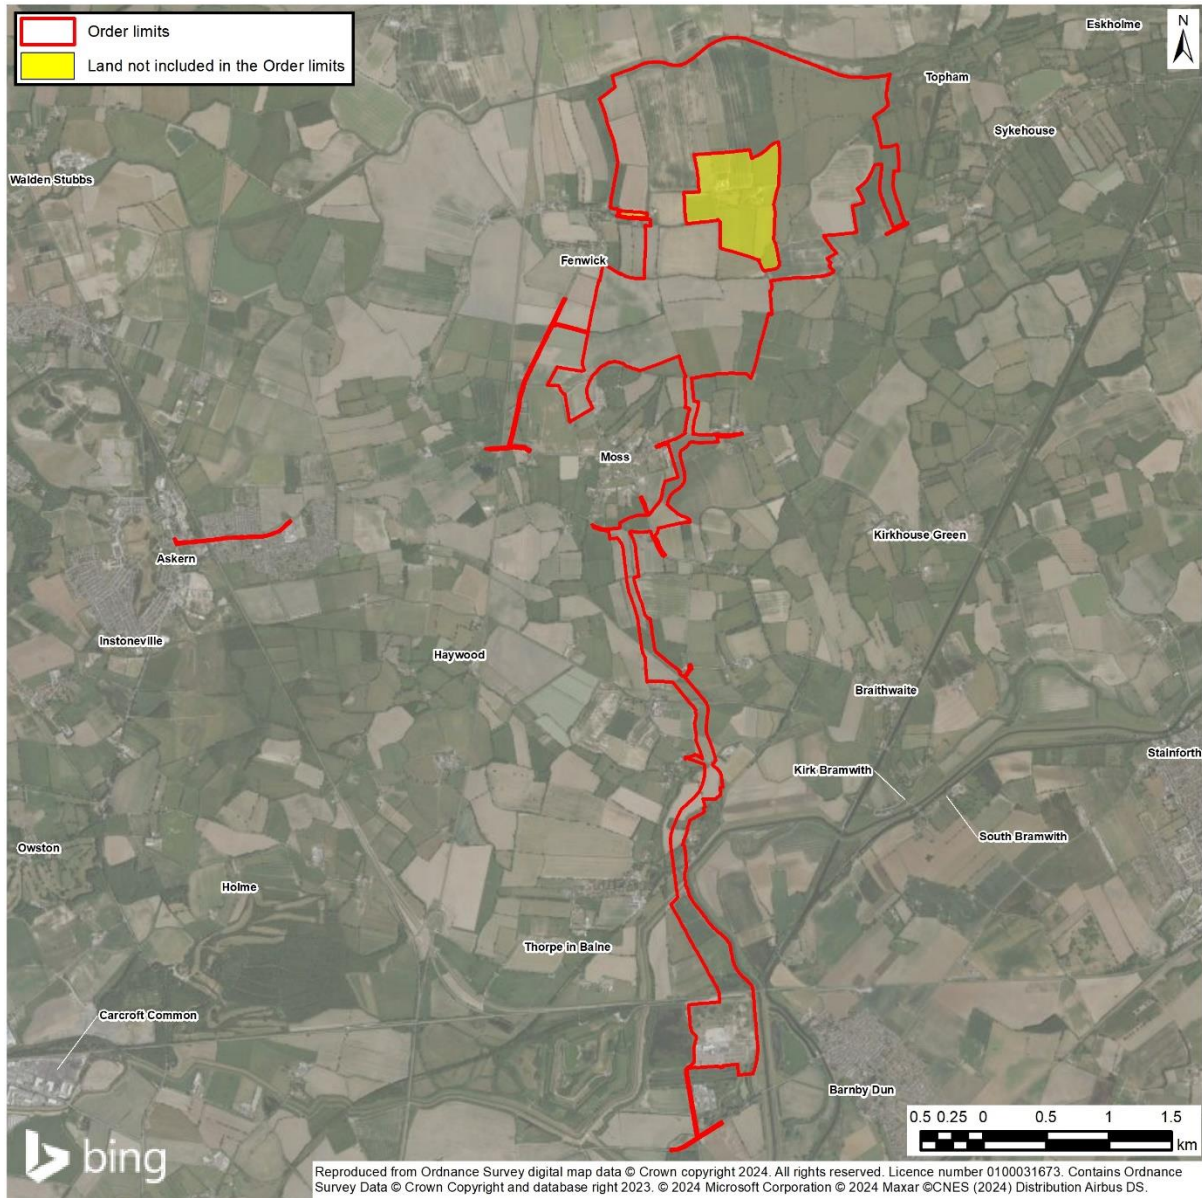 Order limits
Land not included in the Order limits
N
Eskholme
Topham
Sykehouse
Walden Stubbs
Fenwick
Moss
Askern
Kirkhouse Green
Instoneville
Haywood
Braithwaite
Stainforth
Kirk Bramwith
South Bramwith
Owston
Holme
Thorpe in Balne
Carcroft Common
Barnby Dun
0.5 0.25 0 0.5 1 1.5
km
bing
Reproduced from Ordnance Survey digital map data © Crown copyright 2024. All rights reserved. Licence number 0100031673. Contains Ordnance
Survey Data © Crown Copyright and database right 2023. © 2024 Microsoft Corporation © 2024 Maxar ©CNES (2024) Distribution Airbus DS.